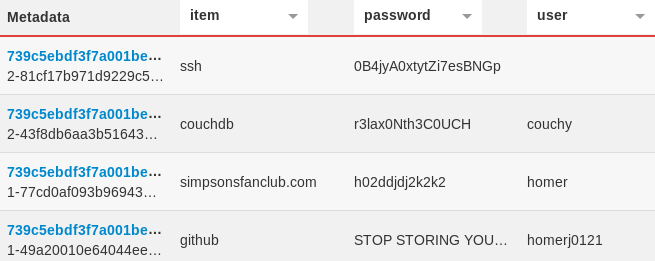 Metadata item password user
739c5ebdf3f7a001be...
2-81cf17b971d9229c5... ssh 0B4jyA0xtytZi7esBNGp
739c5ebdf3f7a001be...
2-43f8db6aa3b51643... couchdb r3lax0Nth3C0UCH couchy
739c5ebdf3f7a001be...
1-77cd0af093b96943... simpsonsfanclub.com h02ddjdj2k2k2 homer
739c5ebdf3f7a001be...
1-49a20010e64044ee... github STOP STORING YOU... homerj0121